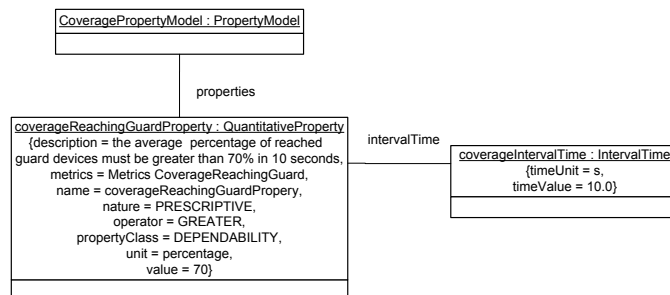 CoveragePropertyModel : PropertyModel
properties
coverageReachingGuardProperty : QuantitativeProperty
{description = the average percentage of reached
guard devices must be greater than 70% in 10 seconds,
metrics = Metrics CoverageReachingGuard,
name = coverageReachingGuardPropery,
nature = PRESCRIPTIVE,
operator = GREATER,
propertyClass = DEPENDABILITY,
unit = percentage,
value = 70}
intervalTime
coverageIntervalTime : IntervalTime
{timeUnit = s,
timeValue = 10.0}